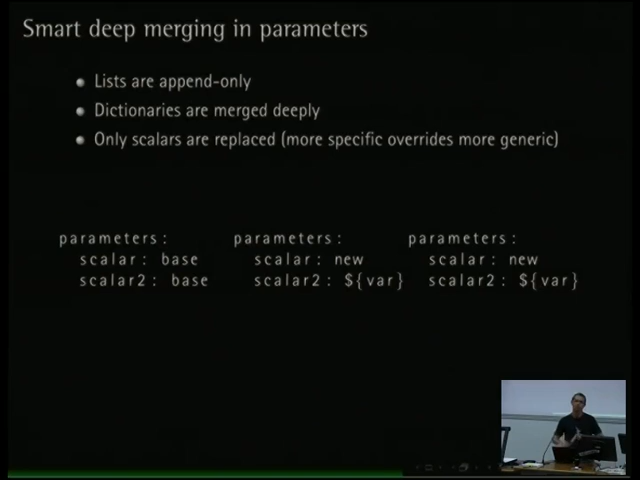 Smart deep merging in parameters
Lists are append-only
Dictionaries are merged deeply
Only scalars are replaced (more specific overrides more generic)
parameters: parameters: parameters:
scalar: base scalar: new scalar: new
scalar2: base scalar2: ${var} scalar2: ${var}